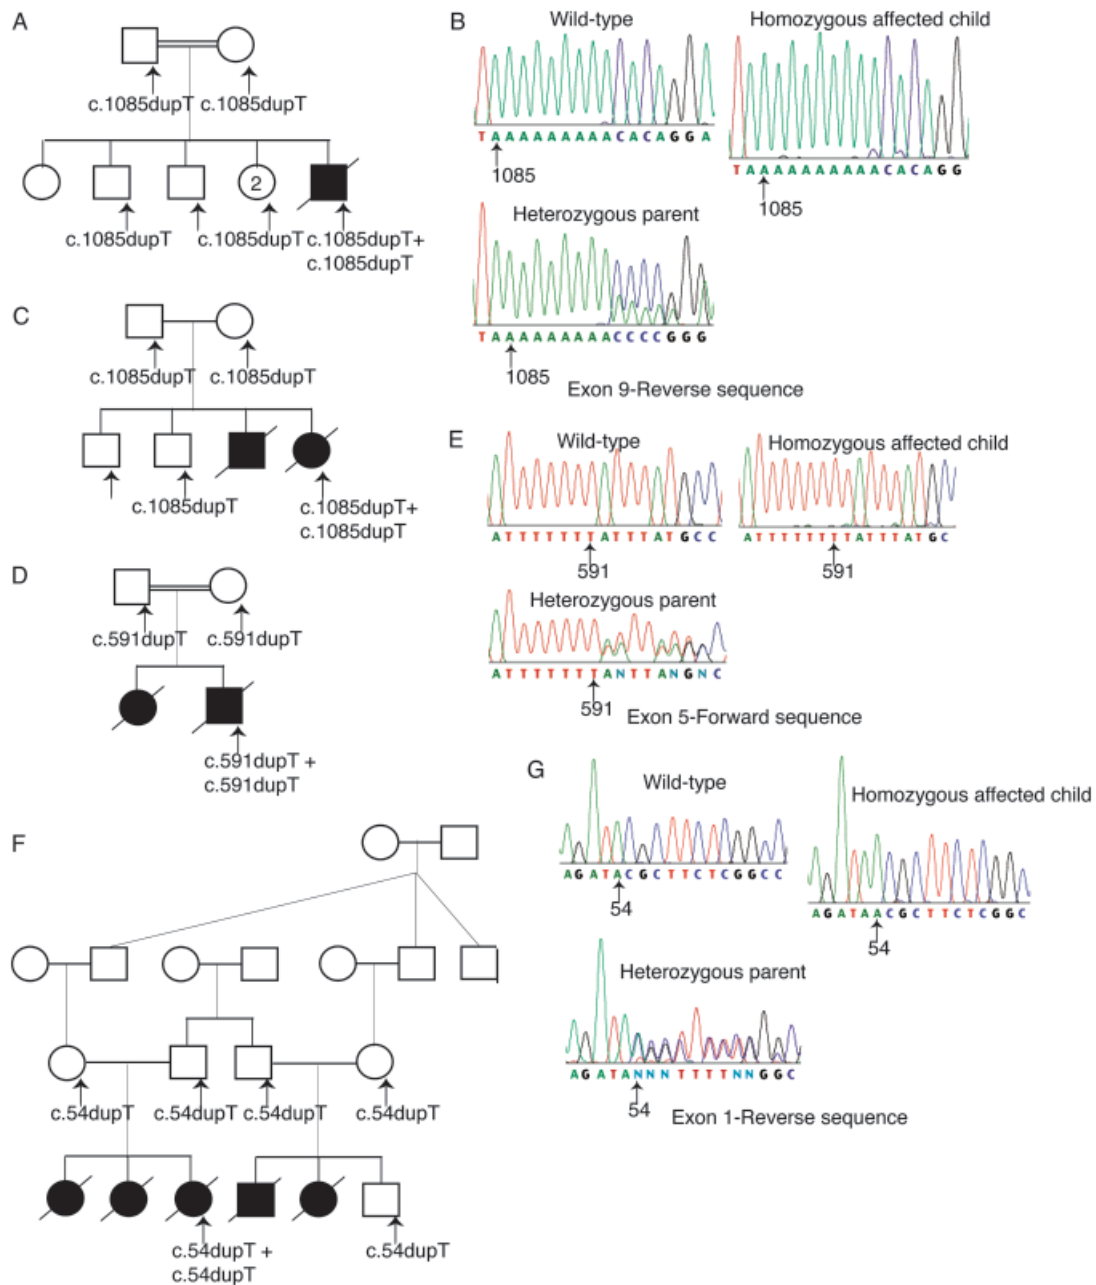 A
c.1085dupT c.1085dupT
2
c.1085dupT c.1085dupT c.1085dupT+
c.1085dupT
B
Wild-type
TAAAAAAAAACACAGGA
1085
Homozygous affected child
TAAAAAAAAAACACAGG
1085
Heterozygous parent
TAAAAAAAAACCCCGGG
1085
Exon 9-Reverse sequence
C
c.1085dupT c.1085dupT
c.1085dupT c.1085dupT+
c.1085dupT
D
c.591dupT c.591dupT
c.591dupT +
c.591dupT
E
Wild-type
ATTTTTTTATTTATGCC
591
Homozygous affected child
ATTTTTTTTATTTATGC
591
Heterozygous parent
ATTTTTTTANTTANGNC
591
Exon 5-Forward sequence
F
c.54dupT c.54dupT c.54dupT c.54dupT
c.54dupT +
c.54dupT
c.54dupT
G
Wild-type
AGATACGCTTCTCGGCC
54
Homozygous affected child
AGATAACGCTTCTCGGC
54
Heterozygous parent
AGATANNNTTTTNNGGC
54
Exon 1-Reverse sequence